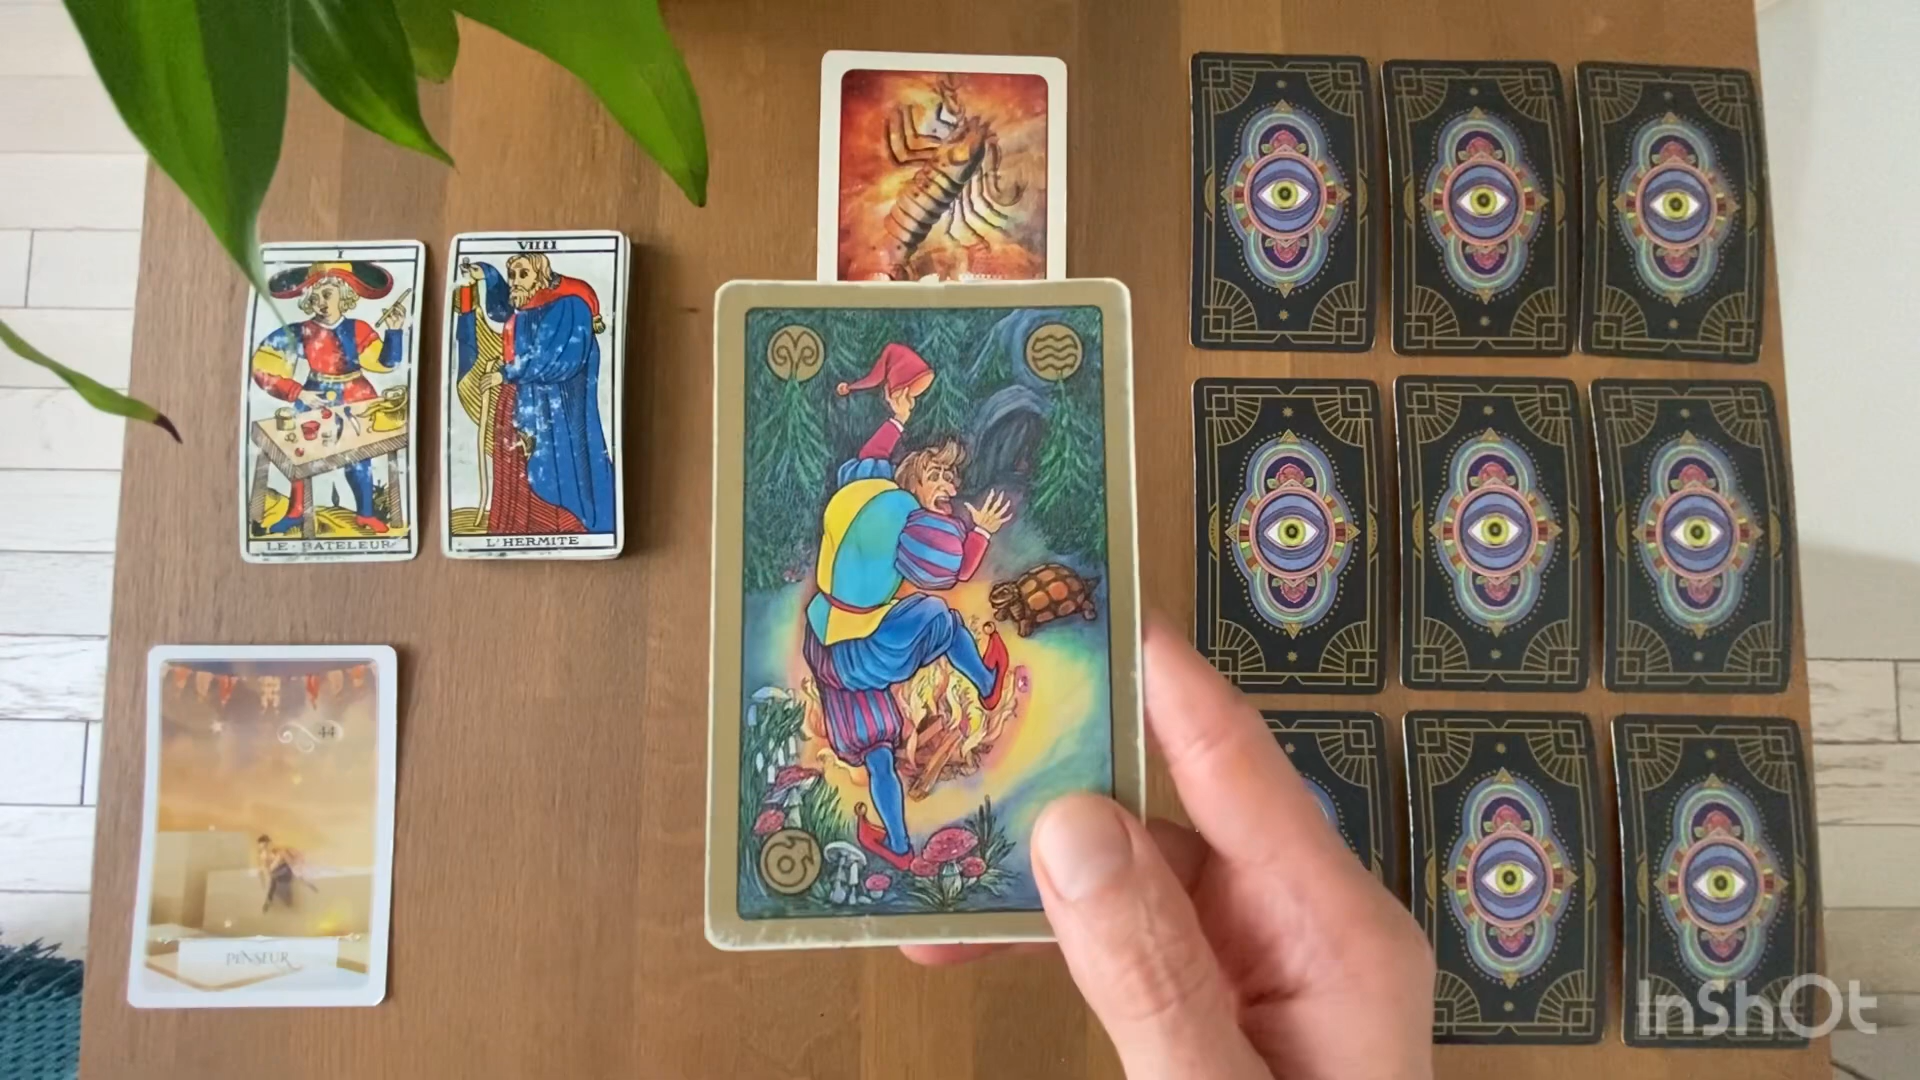 I
LE·BATELEUR
VIIII
L'HERMITE
44
PENSEUR
InShOt